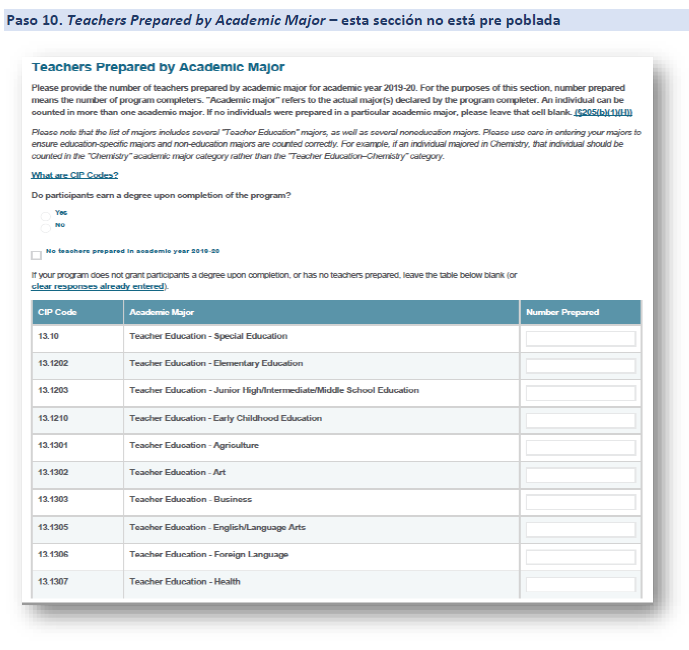 Paso 10. Teachers Prepared by Academic Major – esta sección no está pre poblada
Teachers Prepared by Academic Major
Please provide the number of teachers prepared by academic major for academic year 2019-20. For the purposes of this section, number prepared
means the number of program completers. "Academic major" refers to the actual major(s) declared by the program completer. An individual can be
counted in more than one academic major. If no individuals were prepared in a particular academic major, please leave that cell blank. (§205(b)(1)(H))
Please note that the list of majors includes several "Teacher Education" majors, as well as several noneducation majors. Please use care in entering your majors to
ensure education-specific majors and non-education majors are counted correctly. For example, if an individual majored in Chemistry, that individual should be
counted in the "Chemistry" academic major category rather than the "Teacher Education–Chemistry" category.
What are CIP Codes?
Do participants earn a degree upon completion of the program?
Yes
No
No teachers prepared in academic year 2019-20
If your program does not grant participants a degree upon completion, or has no teachers prepared, leave the table below blank (or
clear responses already entered).
CIP Code Academic Major Number Prepared
13.10 Teacher Education - Special Education
13.1202 Teacher Education - Elementary Education
13.1203 Teacher Education - Junior High/Intermediate/Middle School Education
13.1210 Teacher Education - Early Childhood Education
13.1301 Teacher Education - Agriculture
13.1302 Teacher Education - Art
13.1303 Teacher Education - Business
13.1305 Teacher Education - English/Language Arts
13.1306 Teacher Education - Foreign Language
13.1307 Teacher Education - Health